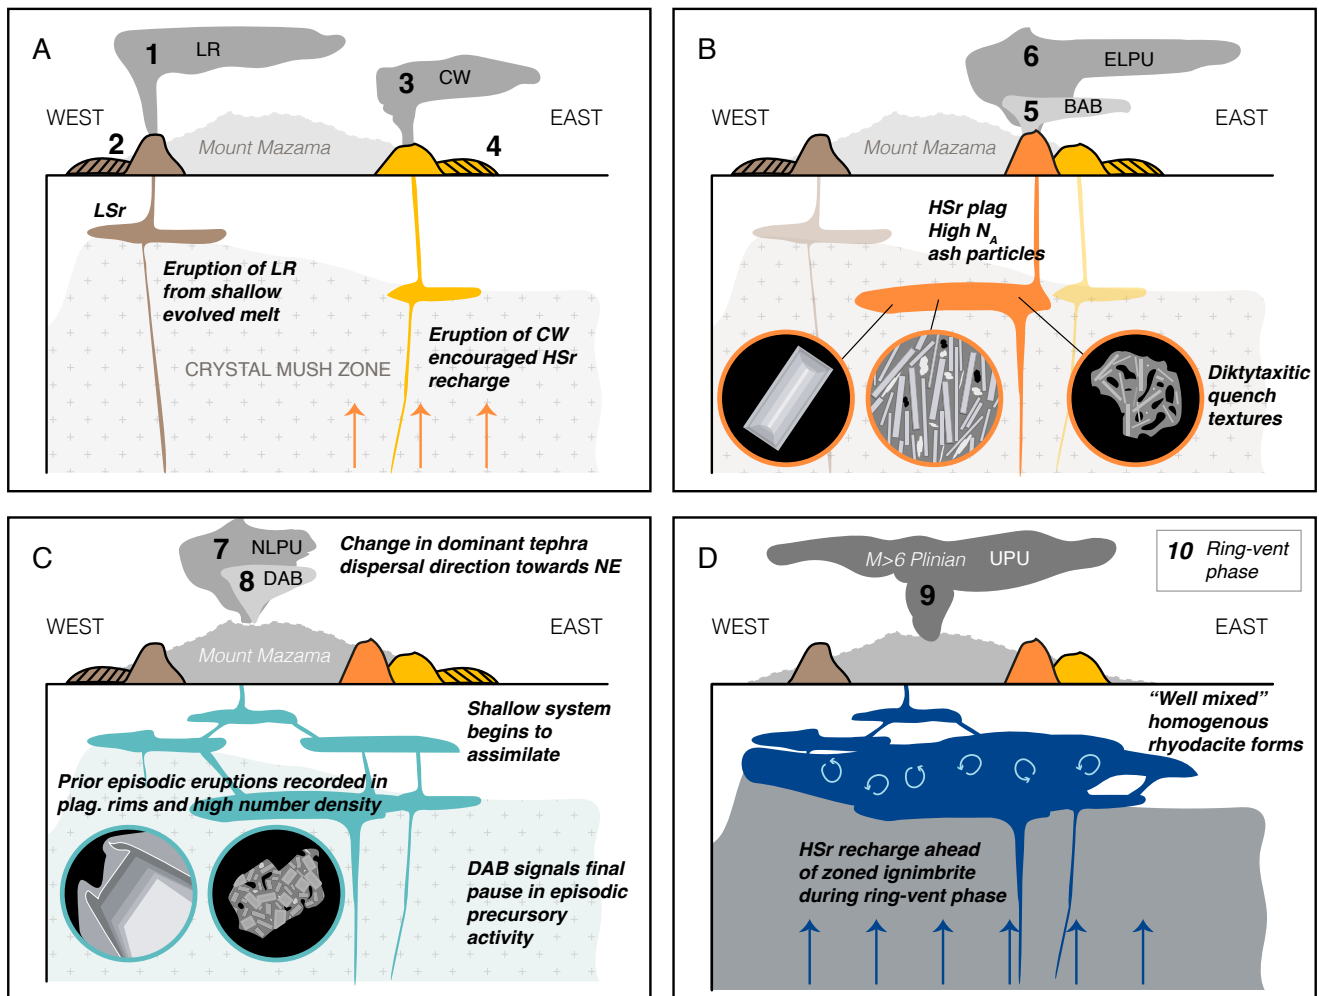 A
1 LR
3 CW
WEST
EAST
2
Mount Mazama
4
LSr
Eruption of LR
from shallow
evolved melt
Eruption of CW
encouraged HSr
recharge
CRYSTAL MUSH ZONE
B
6 ELPU
5 BAB
WEST
EAST
Mount Mazama
HSr plag
High N_A
ash particles
Diktytaxitic
quench
textures
C
7 NLPU
8 DAB
Change in dominant tephra
dispersal direction towards NE
WEST
EAST
Mount Mazama
Shallow system
begins to
assimilate
Prior episodic eruptions recorded in
plag. rims and high number density
DAB signals final
pause in episodic
precursory
activity
D
M>6 Plinian UPU
9
10 Ring-vent
phase
WEST
EAST
“Well mixed”
homogenous
rhyodacite forms
HSr recharge ahead
of zoned ignimbrite
during ring-vent phase